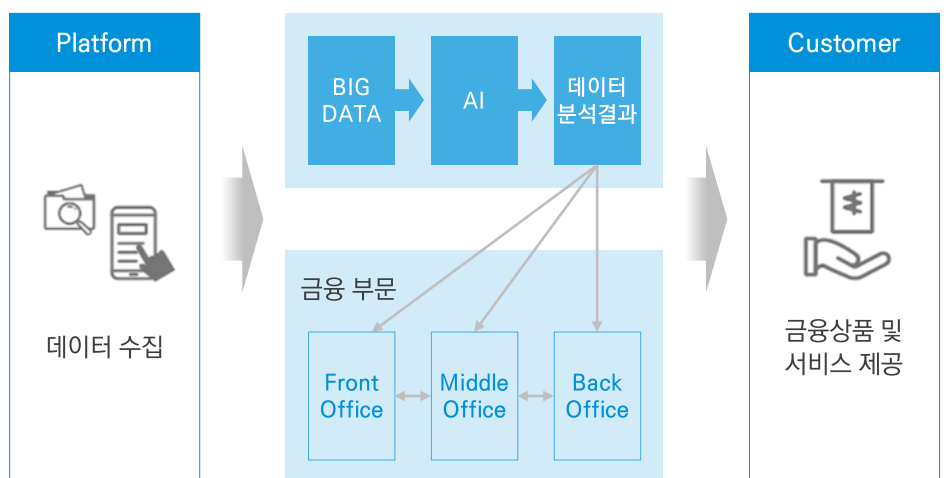 Platform
데이터 수집
BIG
DATA
AI
데이터
분석결과
금융 부문
Front
Office
Middle
Office
Back
Office
Customer
금융상품 및
서비스 제공